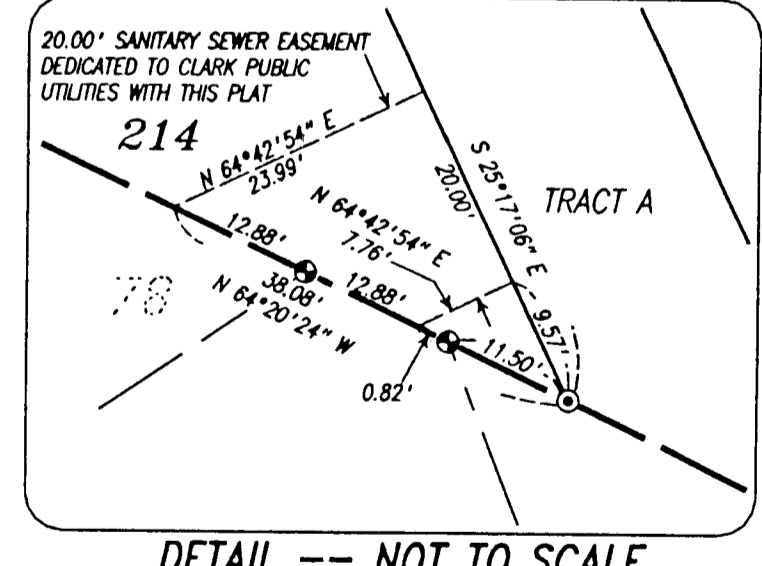 20.00' SANITARY SEWER EASEMENT
DEDICATED TO CLARK PUBLIC
UTILITIES WITH THIS PLAT
214
N 64°42'54" E
23.99'
S 25°17'06" E
20.00'
TRACT A
N 64°42'54" E
7.76'
12.88'
38.08'
N 64°20'24" W
12.88'
78
9.57'
11.50'
0.82'
DETAIL -- NOT TO SCALE